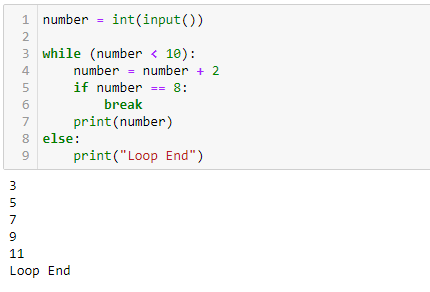 1 number = int(input())
2
3 while (number < 10):
4     number = number + 2
5     if number == 8:
6         break
7     print(number)
8 else:
9     print("Loop End")
3
5
7
9
11
Loop End